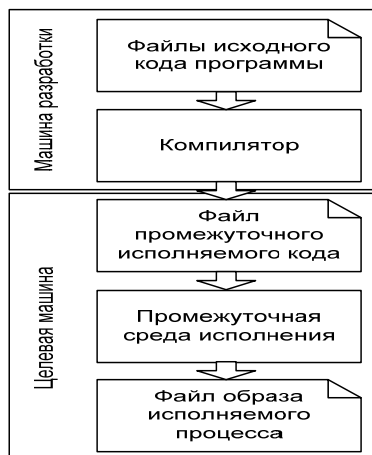 Машина разработки
Файлы исходного
кода программы
Компилятор
Целевая машина
Файл
промежуточного
исполняемого кода
Промежуточная
среда исполнения
Файл образа
исполняемого
процесса